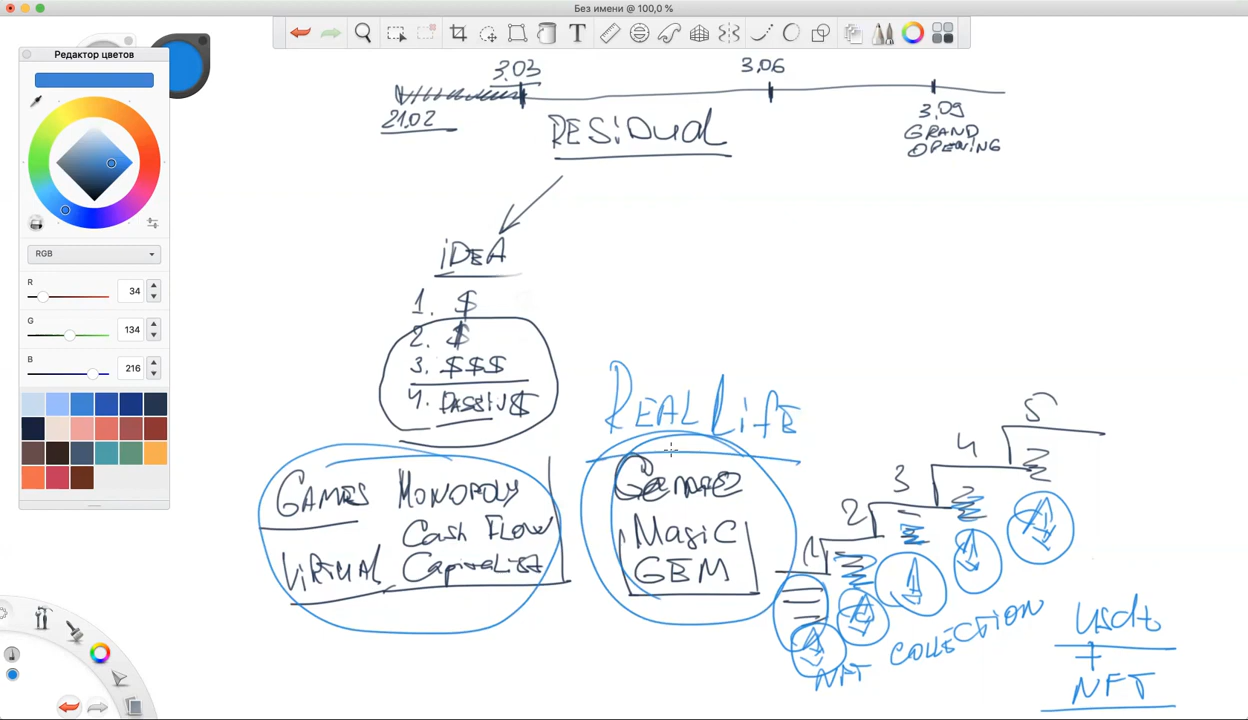 Без имени @ 100,0 %
Редактор цветов
RGB
R
34
G
134
B
216
3.03
3.06
21.02
3.09
GRAND
OPENING
RESiDuaL
iDEA
1. $
2. $
3. $$$
4. PASSIV$
REAL LifE
GAMES MONOPOLY
Cash FLOW
ViRTUAL Capitalist
Magic
GEM
1
2
3
4
5
NFT COLLECTION
usdt
+
NFT